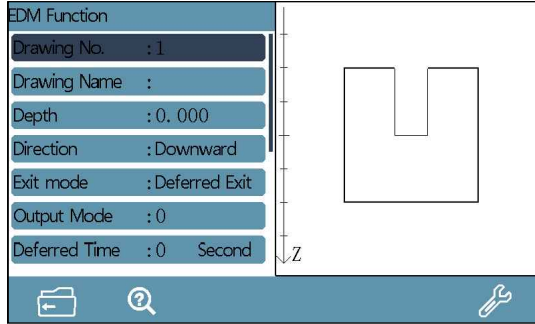 EDM Function
Drawing No. :1
Drawing Name :
Depth :0.000
Direction :Downward
Exit mode :Deferred Exit
Output Mode :0
Deferred Time :0 Second
Z